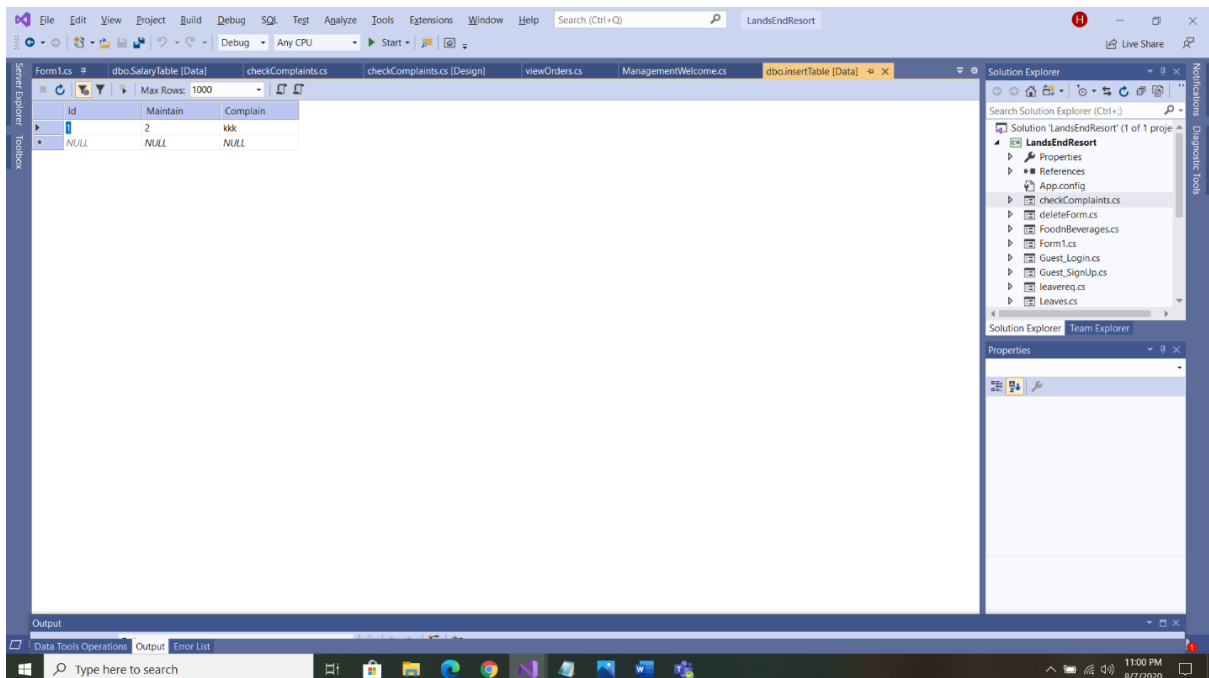 File Edit View Project Build Debug SQL Test Analyze Tools Extensions Window Help Search (Ctrl+Q) LandsEndResort H
Debug Any CPU Start Live Share
Server Explorer
Toolbox
Form1.cs dbo.SalaryTable [Data] checkComplaints.cs checkComplaints.cs [Design] viewOrders.cs ManagementWelcome.cs dbo.insertTable [Data]
Max Rows: 1000
Id Maintain Complain
1 2 kkk
NULL NULL NULL
Solution Explorer
Search Solution Explorer (Ctrl+;)
Solution 'LandsEndResort' (1 of 1 proje
LandsEndResort
Properties
References
App.config
checkComplaints.cs
deleteForm.cs
FoodnBeverages.cs
Form1.cs
Guest_Login.cs
Guest_SignUp.cs
leavereq.cs
Leaves.cs
Solution Explorer Team Explorer
Properties
Notifications
Diagnostic Tools
Output
Data Tools Operations Output Error List
Type here to search
11:00 PM
8/7/2020